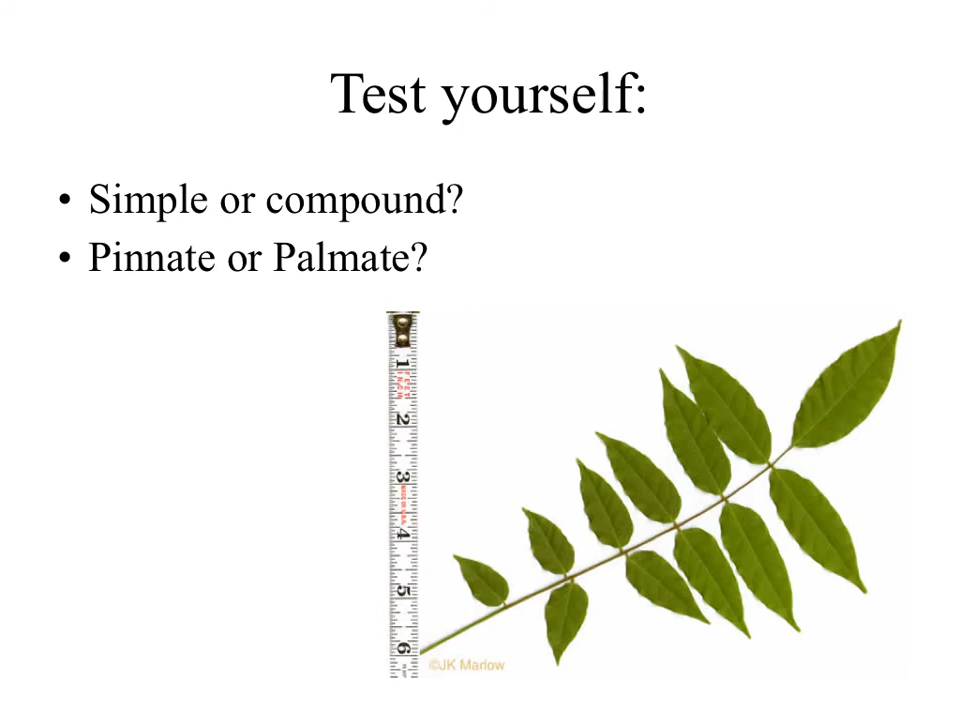 Test yourself:
• Simple or compound?
• Pinnate or Palmate?
1
2
3
4
5
6
©JK Marlow